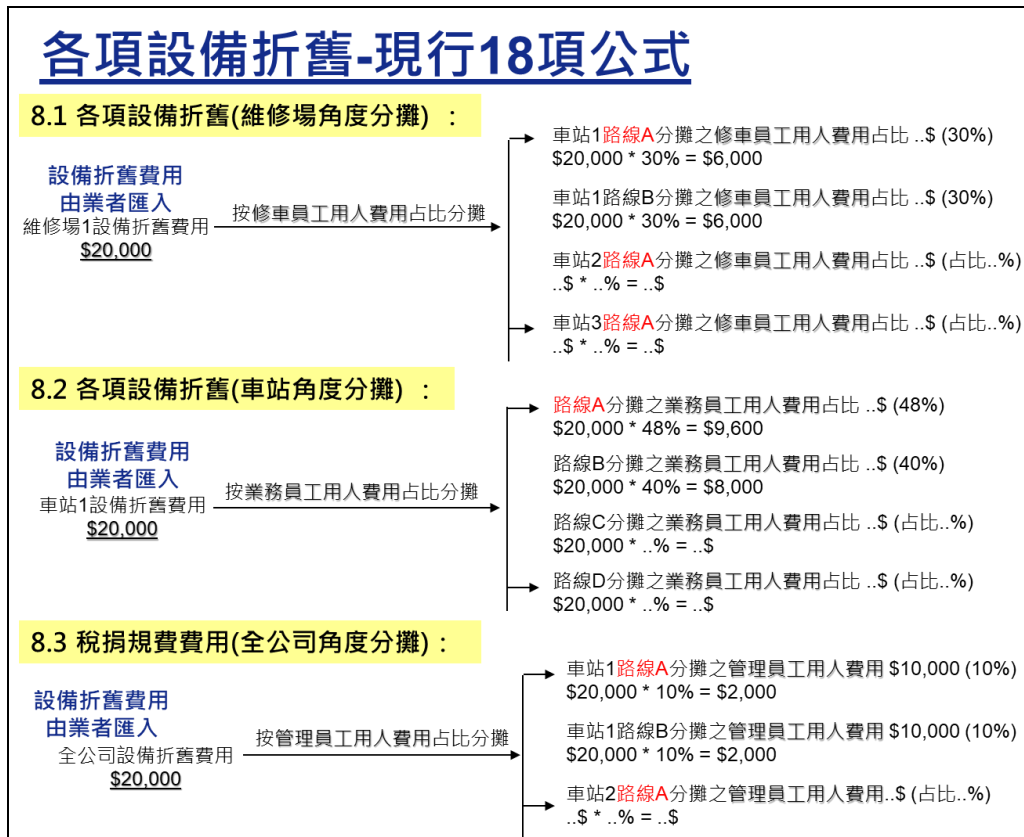 各項設備折舊-現行18項公式
8.1 各項設備折舊(維修場角度分攤) ：
設備折舊費用
由業者匯入
維修場1設備折舊費用
$20,000
按修車員工用人費用占比分攤
車站1路線A分攤之修車員工用人費用占比 ..$ (30%)
$20,000 * 30% = $6,000
車站1路線B分攤之修車員工用人費用占比 ..$ (30%)
$20,000 * 30% = $6,000
車站2路線A分攤之修車員工用人費用占比 ..$ (占比..%)
..$ * ..% = ..$
車站3路線A分攤之修車員工用人費用占比 ..$ (占比..%)
..$ * ..% = ..$
8.2 各項設備折舊(車站角度分攤) ：
設備折舊費用
由業者匯入
車站1設備折舊費用
$20,000
按業務員工用人費用占比分攤
路線A分攤之業務員工用人費用占比 ..$ (48%)
$20,000 * 48% = $9,600
路線B分攤之業務員工用人費用占比 ..$ (40%)
$20,000 * 40% = $8,000
路線C分攤之業務員工用人費用占比 ..$ (占比..%)
$20,000 * ..% = ..$
路線D分攤之業務員工用人費用占比 ..$ (占比..%)
$20,000 * ..% = ..$
8.3 稅捐規費費用(全公司角度分攤)：
設備折舊費用
由業者匯入
全公司設備折舊費用
$20,000
按管理員工用人費用占比分攤
車站1路線A分攤之管理員工用人費用 $10,000 (10%)
$20,000 * 10% = $2,000
車站1路線B分攤之管理員工用人費用 $10,000 (10%)
$20,000 * 10% = $2,000
車站2路線A分攤之管理員工用人費用..$ (占比..%)
..$ * ..% = ..$